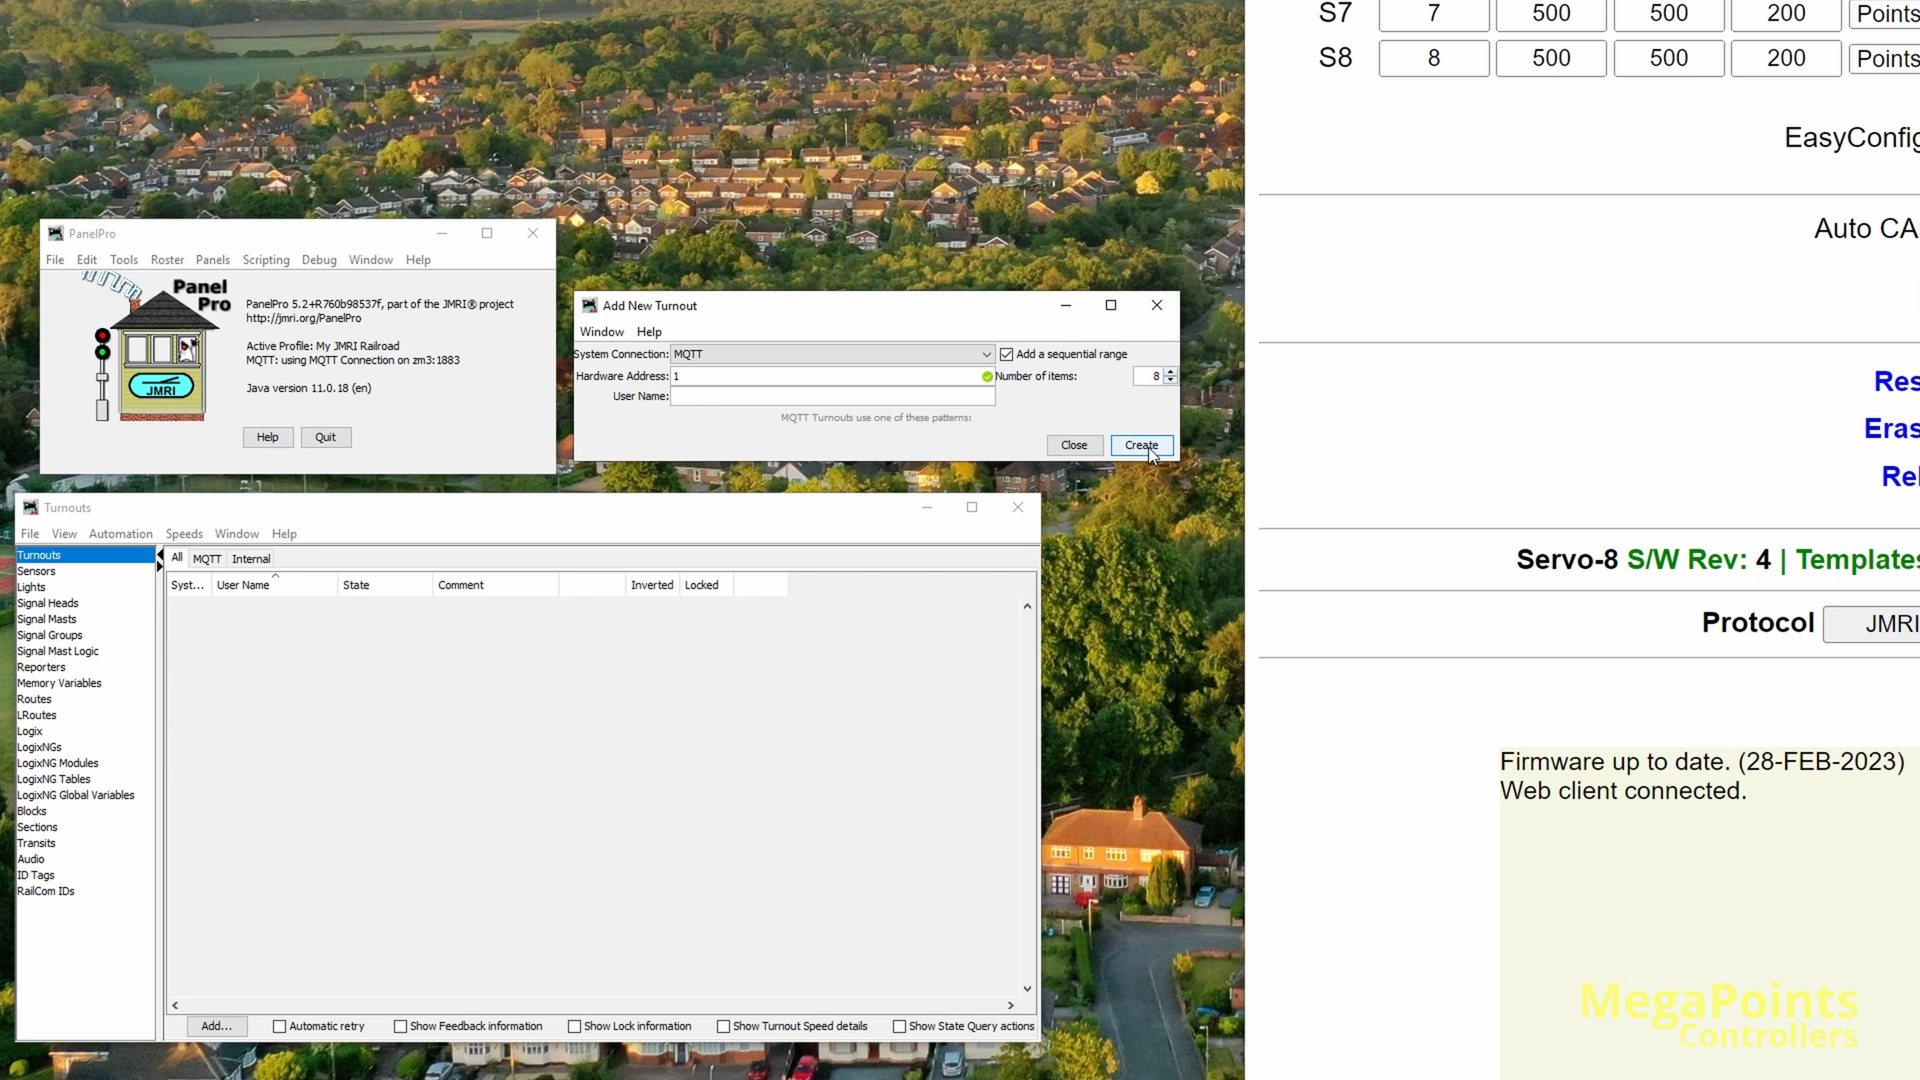 PanelPro
File Edit Tools Roster Panels Scripting Debug Window Help
Panel
Pro
JMRI
PanelPro 5.2+R760b98537f, part of the JMRI® project
http://jmri.org/PanelPro
Active Profile: My JMRI Railroad
MQTT: using MQTT Connection on zm3:1883
Java version 11.0.18 (en)
Help Quit
Add New Turnout
Window Help
System Connection: MQTT Add a sequential range
Hardware Address: 1 Number of items: 8
User Name:
MQTT Turnouts use one of these patterns:
Close Create
Turnouts
File View Automation Speeds Window Help
Turnouts
Sensors
Lights
Signal Heads
Signal Masts
Signal Groups
Signal Mast Logic
Reporters
Memory Variables
Routes
LRoutes
Logix
LogixNGs
LogixNG Modules
LogixNG Tables
LogixNG Global Variables
Blocks
Sections
Transits
Audio
ID Tags
RailCom IDs
All MQTT Internal
Syst... User Name State Comment Inverted Locked
Add... Automatic retry Show Feedback information Show Lock information Show Turnout Speed details Show State Query actions
S7 7 500 500 200 Points
S8 8 500 500 200 Points
EasyConfig
Auto CA
Res
Eras
Rel
Servo-8 S/W Rev: 4 | Templates
Protocol JMRI
Firmware up to date. (28-FEB-2023)
Web client connected.
MegaPoints
Controllers